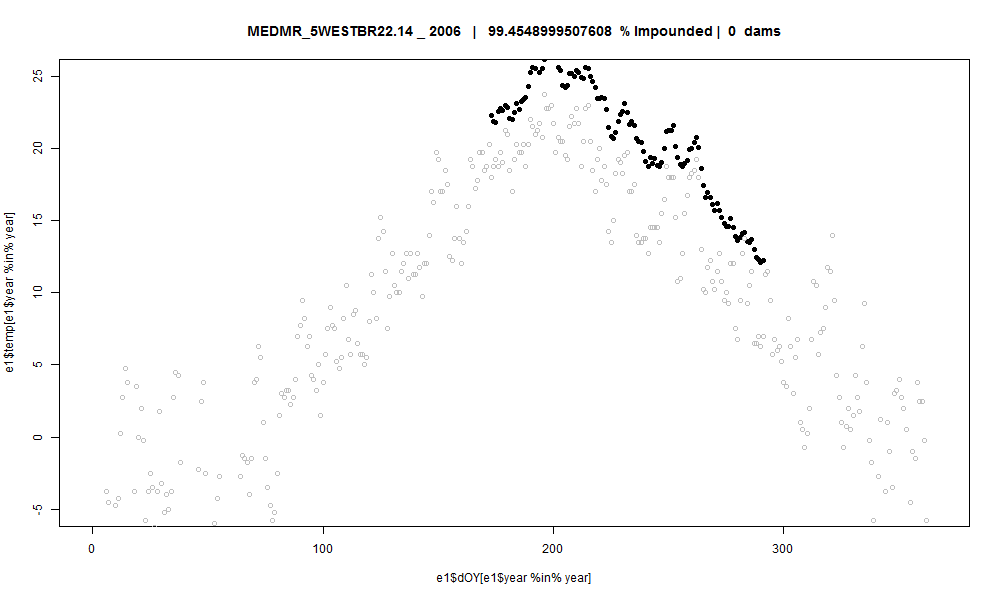 MEDMR_5WESTBR22.14 _ 2006 | 99.4548999507608 % Impounded | 0 dams
25
20
15
10
5
0
-5
e1$temp[e1$year %in% year]
0 100 200 300
e1$dOY[e1$year %in% year]